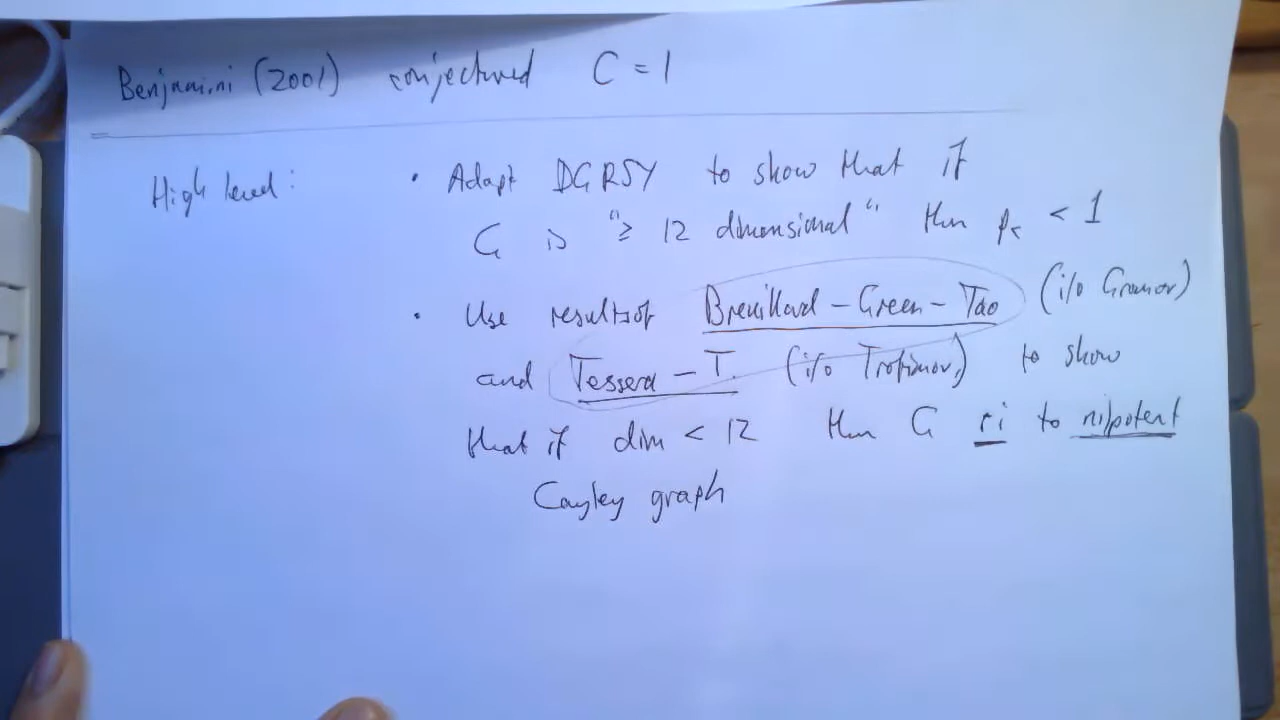 Benjamini (2001) conjectured C = 1
High level: • Adapt DGRSY to show that if
G is "≥ 12 dimensional" then pc < 1
• Use results of Breuillard - Green - Tao (i/o Gromov)
and Tessera - T. (i/o Trofimov) to show
that if dim < 12 then G ri to nilpotent
Cayley graph